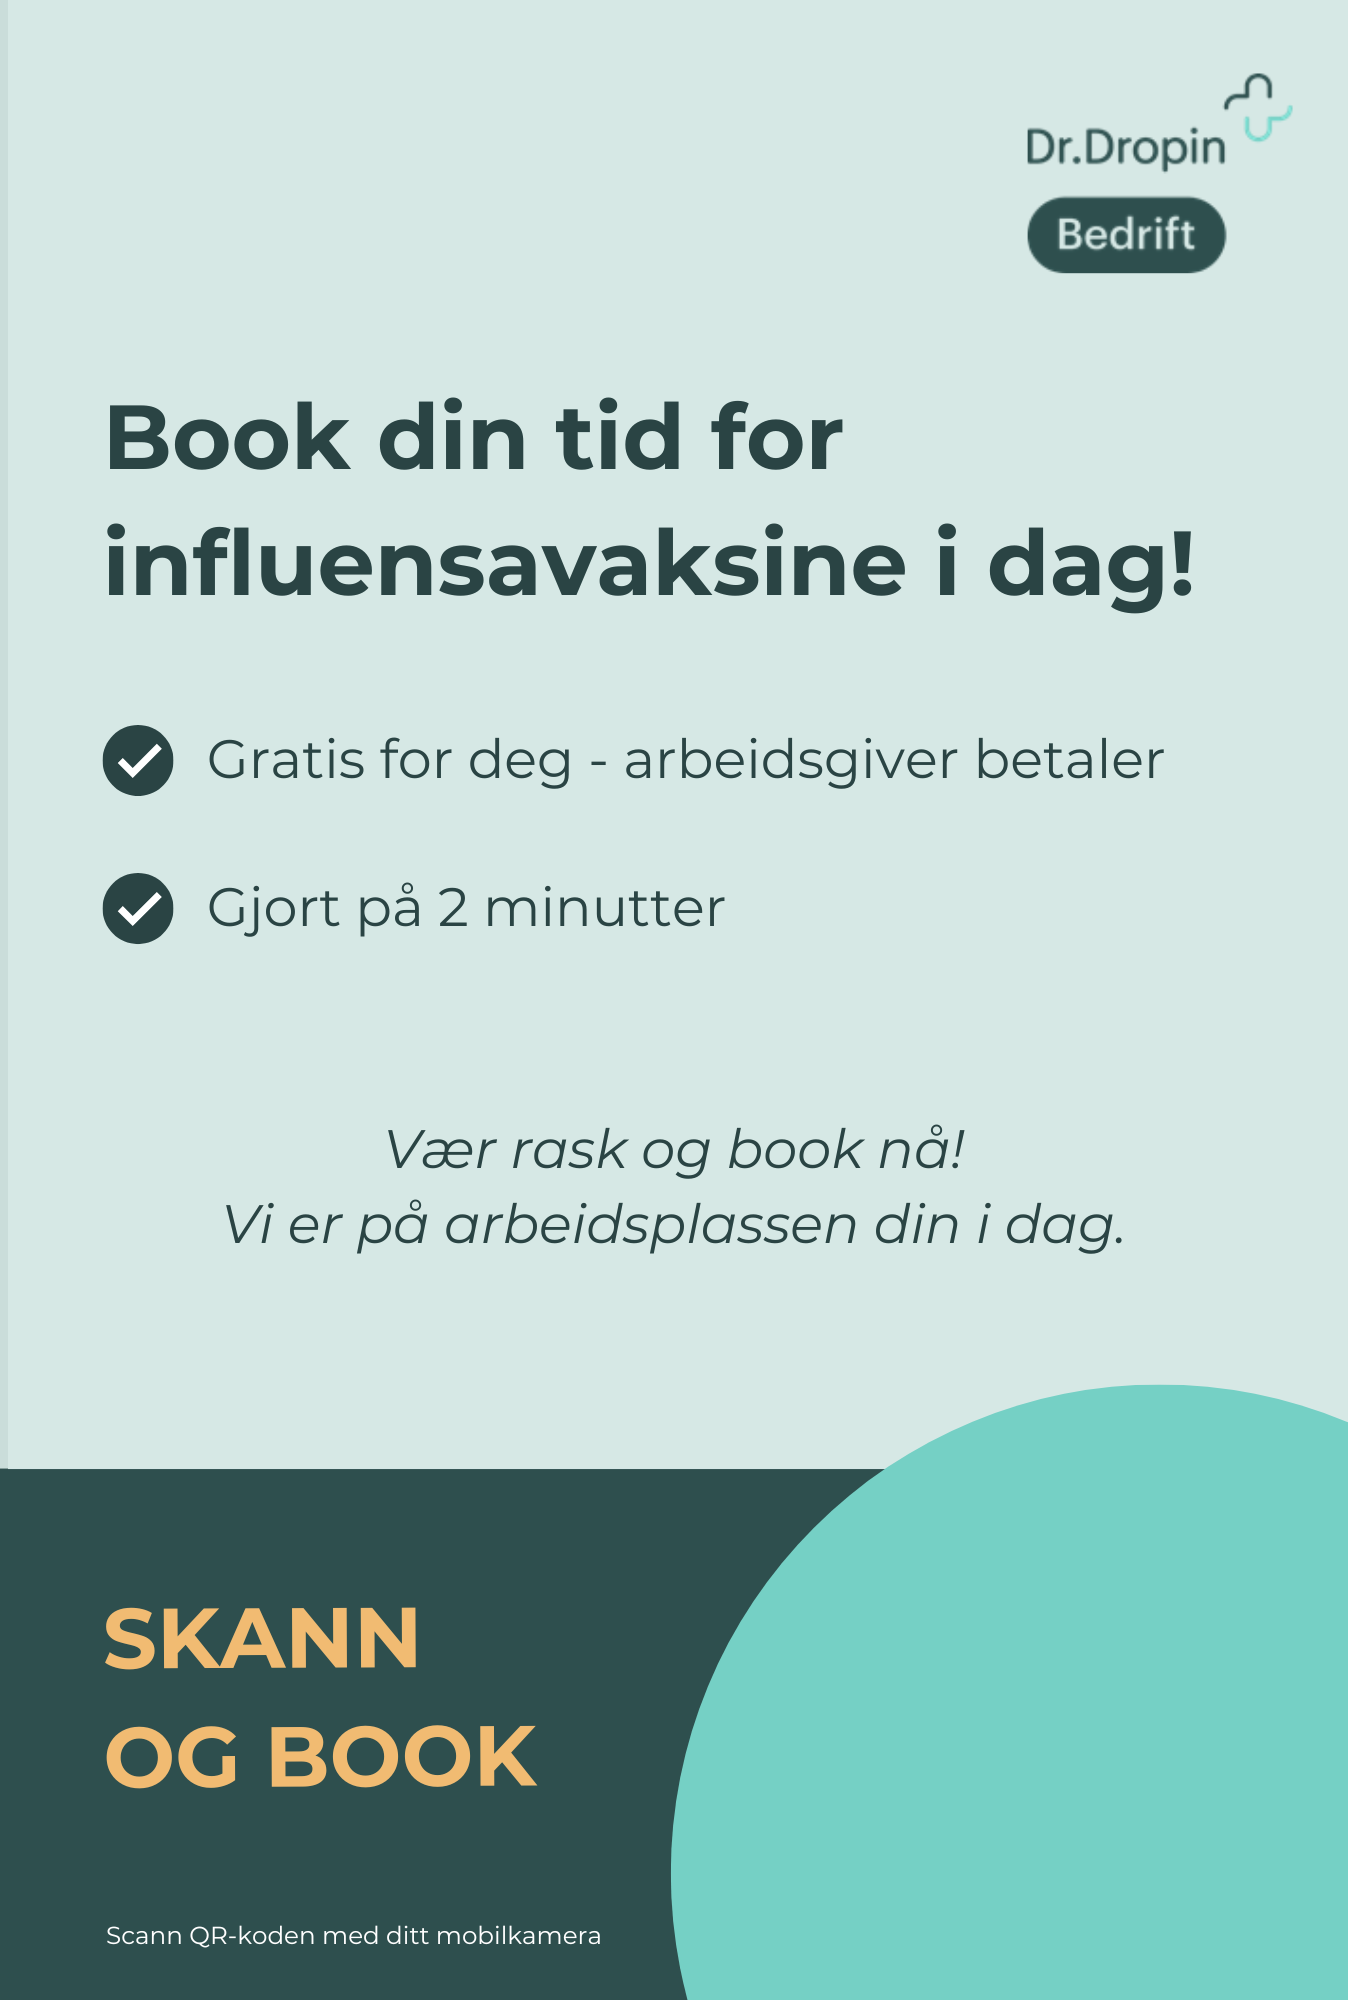 Dr.Dropin
Bedrift
Book din tid for
influensavaksine i dag!
Gratis for deg - arbeidsgiver betaler
Gjort på 2 minutter
Vær rask og book nå!
Vi er på arbeidsplassen din i dag.
SKANN
OG BOOK
Scann QR-koden med ditt mobilkamera